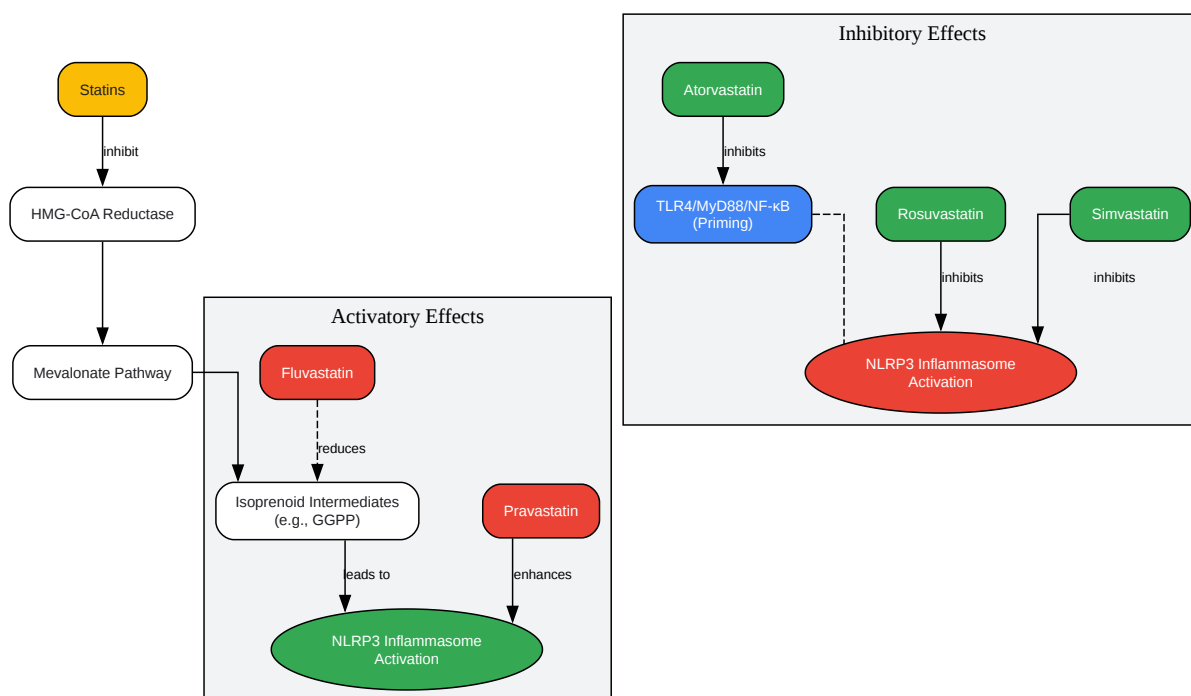 Statins
inhibit
HMG-CoA Reductase
Mevalonate Pathway
Activatory Effects
Fluvastatin
reduces
Isoprenoid Intermediates
(e.g., GGPP)
Pravastatin
leads to
enhances
NLRP3 Inflammasome
Activation
Inhibitory Effects
Atorvastatin
inhibits
TLR4/MyD88/NF-κB
(Priming)
Rosuvastatin
Simvastatin
inhibits
inhibits
NLRP3 Inflammasome
Activation